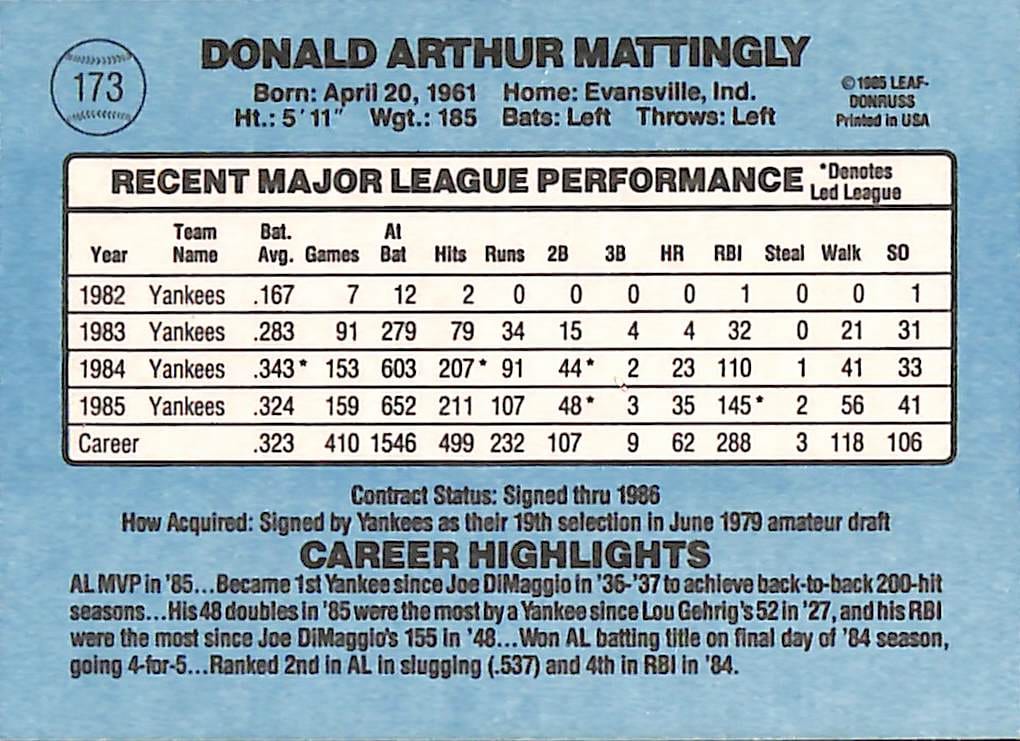 173
DONALD ARTHUR MATTINGLY
Born: April 20, 1961 Home: Evansville, Ind.
Ht.: 5'11" Wgt.: 185 Bats: Left Throws: Left
©1985 LEAF-
DONRUSS
Printed in USA
RECENT MAJOR LEAGUE PERFORMANCE *Denotes
Led League
Year Team Name Bat. Avg. Games At Bat Hits Runs 2B 3B HR RBI Steal Walk SO
1982 Yankees .167 7 12 2 0 0 0 0 1 0 0 1
1983 Yankees .283 91 279 79 34 15 4 4 32 0 21 31
1984 Yankees .343* 153 603 207* 91 44* 2 23 110 1 41 33
1985 Yankees .324 159 652 211 107 48* 3 35 145* 2 56 41
Career .323 410 1546 499 232 107 9 62 288 3 118 106
Contract Status: Signed thru 1986
How Acquired: Signed by Yankees as their 19th selection in June 1979 amateur draft
CAREER HIGHLIGHTS
AL MVP in '85...Became 1st Yankee since Joe DiMaggio in '36-'37 to achieve back-to-back 200-hit
seasons...His 48 doubles in '85 were the most by a Yankee since Lou Gehrig's 52 in '27, and his RBI
were the most since Joe DiMaggio's 155 in '48...Won AL batting title on final day of '84 season,
going 4-for-5...Ranked 2nd in AL in slugging (.537) and 4th in RBI in '84.